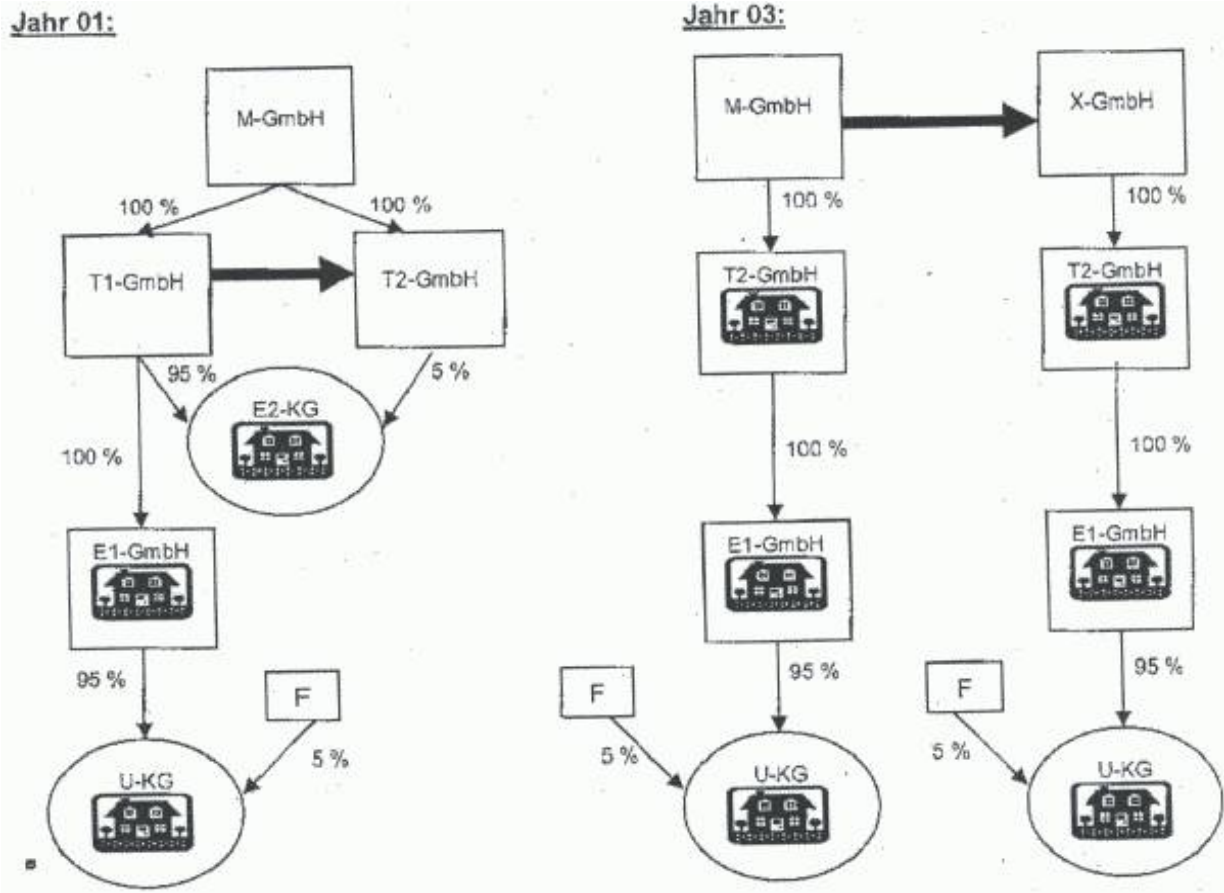 Jahr 01:
M-GmbH
100 %
100 %
T1-GmbH
T2-GmbH
95 %
5 %
E2-KG
100 %
E1-GmbH
95 %
F
5 %
U-KG
Jahr 03:
M-GmbH
X-GmbH
100 %
100 %
T2-GmbH
T2-GmbH
100 %
100 %
E1-GmbH
E1-GmbH
95 %
95 %
F
F
5 %
5 %
U-KG
U-KG